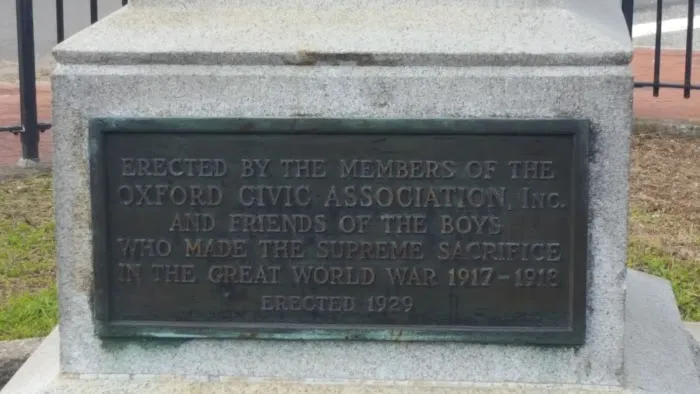 ERECTED BY THE MEMBERS OF THE
OXFORD CIVIC ASSOCIATION, INC.
AND FRIENDS OF THE BOYS
WHO MADE THE SUPREME SACRIFICE
IN THE GREAT WORLD WAR 1917-1918
ERECTED 1929